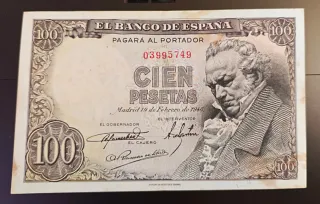 EL BANCO DE ESPAÑA
PAGARÁ AL PORTADOR
03995749
100
100
CIEN
PESETAS
Madrid 19 de Febrero de 1946
EL GOBERNADOR
EL INTERVENTOR
EL CAJERO
100
100